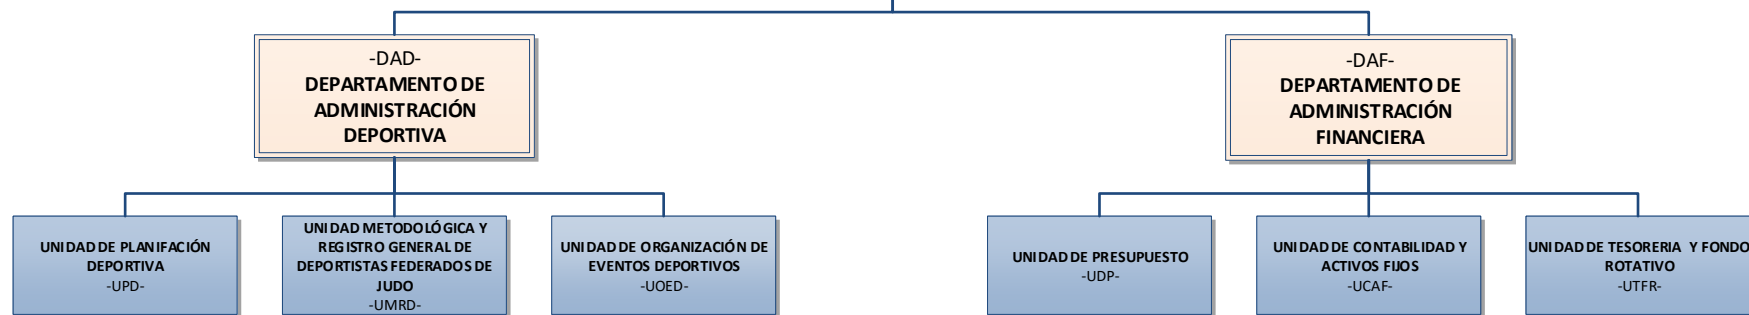 -DAD-
DEPARTAMENTO DE
ADMINISTRACIÓN
DEPORTIVA
-DAF-
DEPARTAMENTO DE
ADMINISTRACIÓN
FINANCIERA
UNIDAD DE PLANIFACIÓN
DEPORTIVA
-UPD-
UNIDAD METODOLÓGICA Y
REGISTRO GENERAL DE
DEPORTISTAS FEDERADOS DE
JUDO
-UMRD-
UNIDAD DE ORGANIZACIÓN DE
EVENTOS DEPORTIVOS
-UOED-
UNIDAD DE PRESUPUESTO
-UDP-
UNIDAD DE CONTABILIDAD Y
ACTIVOS FIJOS
-UCAF-
UNIDAD DE TESORERIA Y FONDO
ROTATIVO
-UTFR-